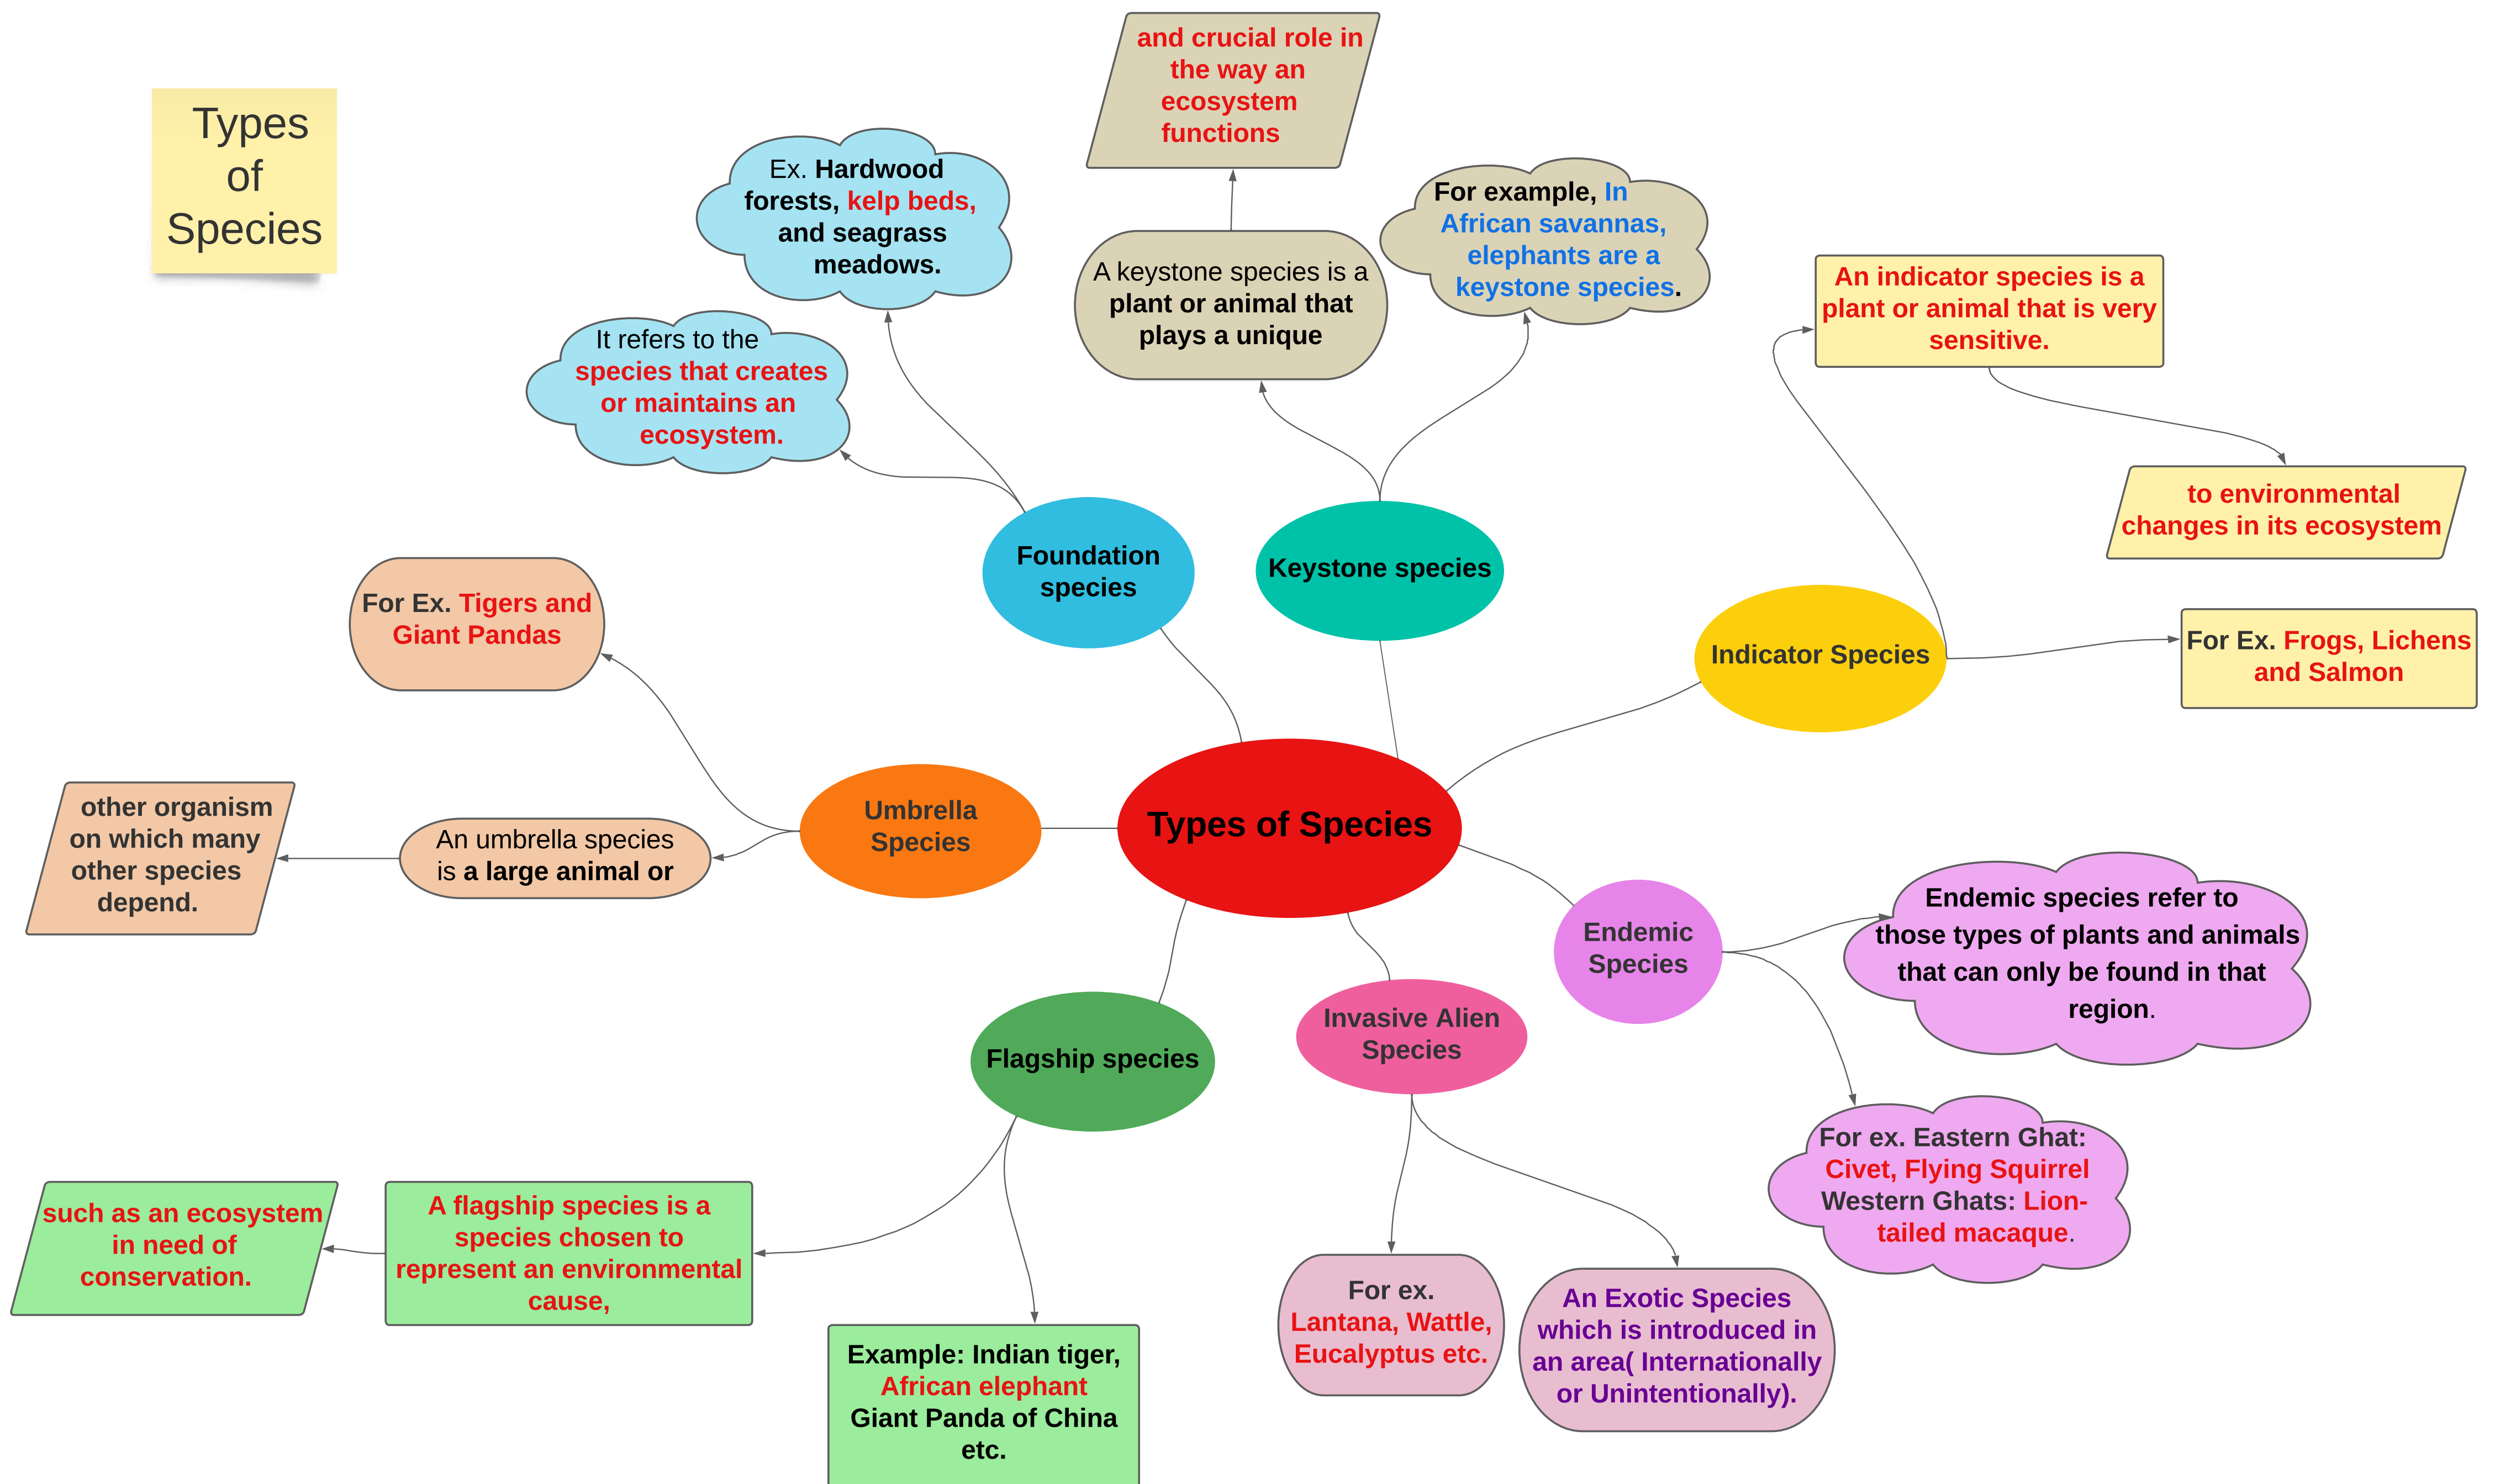 Types
of
Species
and crucial role in
the way an
ecosystem
functions
Ex. Hardwood
forests, kelp beds,
and seagrass
meadows.
For example, In
African savannas,
elephants are a
keystone species.
A keystone species is a
plant or animal that
plays a unique
An indicator species is a
plant or animal that is very
sensitive.
It refers to the
species that creates
or maintains an
ecosystem.
to environmental
changes in its ecosystem
Foundation
species
Keystone species
For Ex. Tigers and
Giant Pandas
Indicator Species
For Ex. Frogs, Lichens
and Salmon
other organism
on which many
other species
depend.
An umbrella species
is a large animal or
Umbrella
Species
Types of Species
Endemic
Species
Endemic species refer to
those types of plants and animals
that can only be found in that
region.
Flagship species
Invasive Alien
Species
For ex. Eastern Ghat:
Civet, Flying Squirrel
Western Ghats: Lion-
tailed macaque.
such as an ecosystem
in need of
conservation.
A flagship species is a
species chosen to
represent an environmental
cause,
For ex.
Lantana, Wattle,
Eucalyptus etc.
An Exotic Species
which is introduced in
an area( Internationally
or Unintentionally).
Example: Indian tiger,
African elephant
Giant Panda of China
etc.